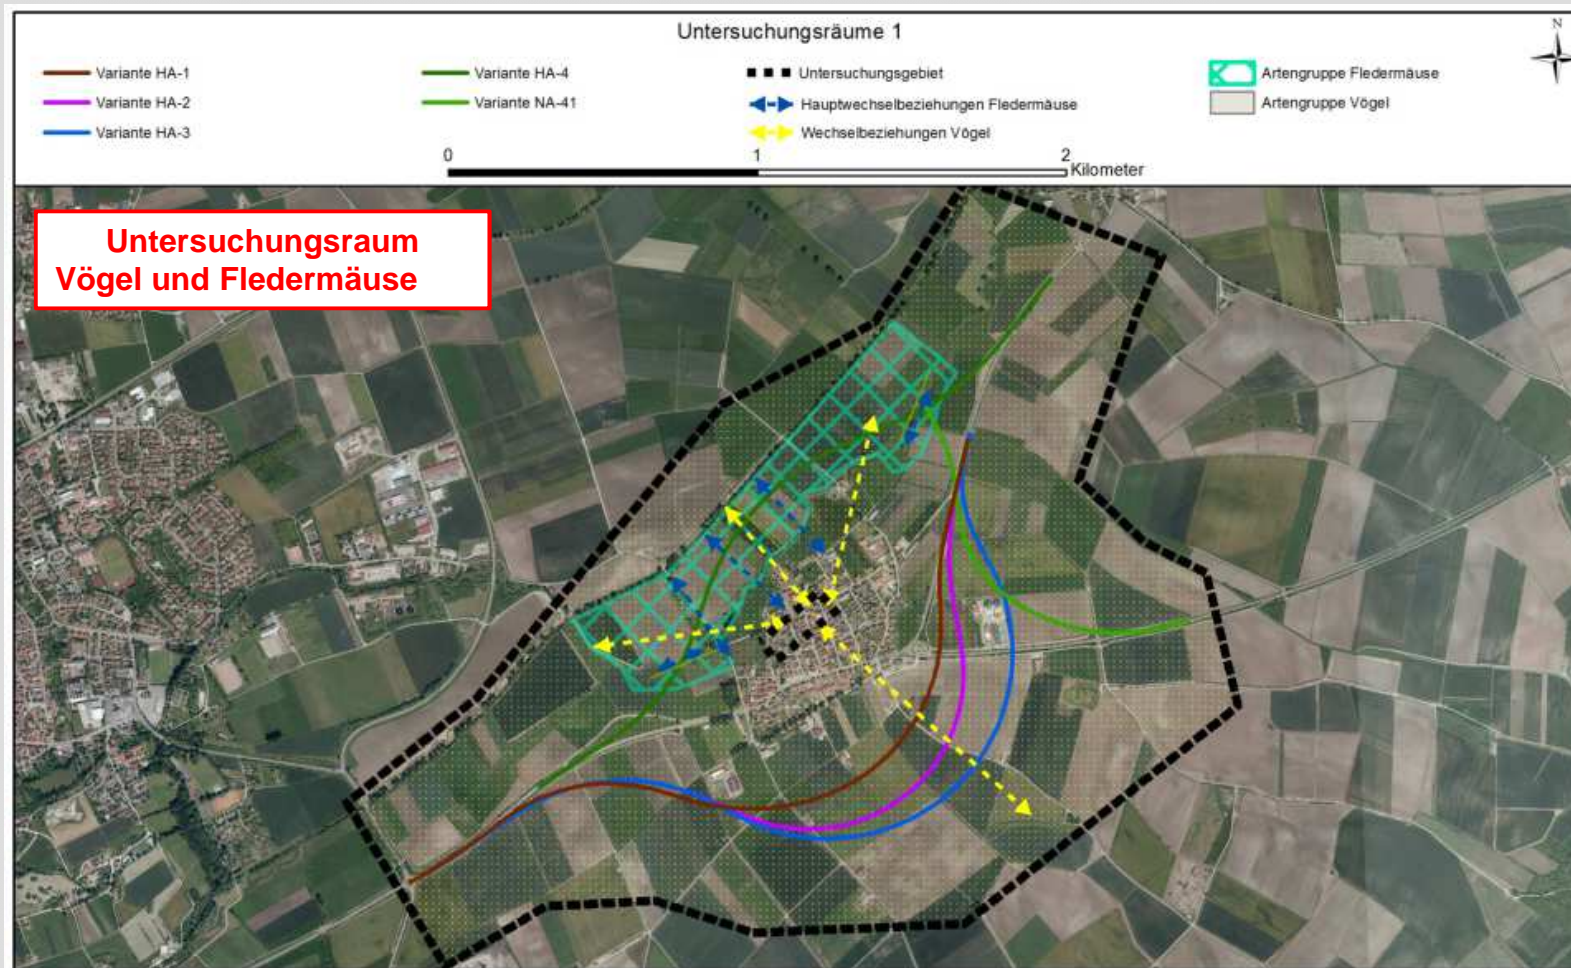 Untersuchungsräume 1
N
Variante HA-1
Variante HA-2
Variante HA-3
Variante HA-4
Variante NA-41
Untersuchungsgebiet
Hauptwechselbeziehungen Fledermäuse
Wechselbeziehungen Vögel
Artengruppe Fledermäuse
Artengruppe Vögel
0 1 2
Kilometer
Untersuchungsraum
Vögel und Fledermäuse